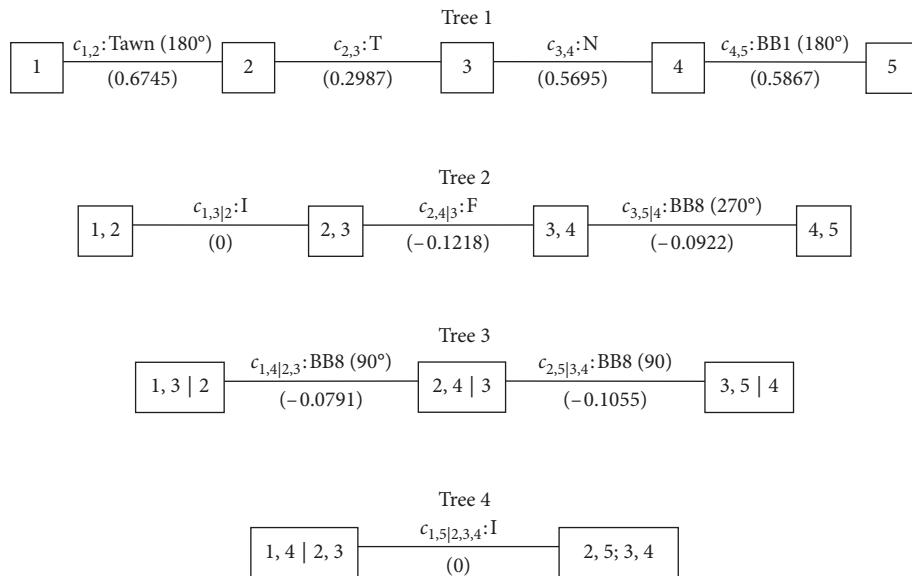 Tree 1
c1,2:Tawn (180°) c2,3:T c3,4:N c4,5:BB1 (180°)
1 2 3 4 5
(0.6745) (0.2987) (0.5695) (0.5867)
Tree 2
c1,3|2:I c2,4|3:F c3,5|4:BB8 (270°)
1, 2 2, 3 3, 4 4, 5
(0) (–0.1218) (–0.0922)
Tree 3
c1,4|2,3:BB8 (90°) c2,5|3,4:BB8 (90)
1, 3 | 2 2, 4 | 3 3, 5 | 4
(–0.0791) (–0.1055)
Tree 4
c1,5|2,3,4:I
1, 4 | 2, 3 2, 5; 3, 4
(0)